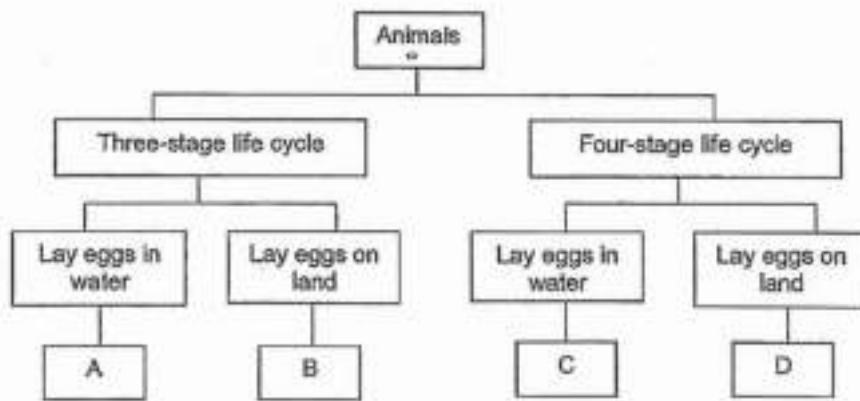 Animals
Three-stage life cycle
Four-stage life cycle
Lay eggs in
water
Lay eggs on
land
Lay eggs in
water
Lay eggs on
land
A
B
C
D